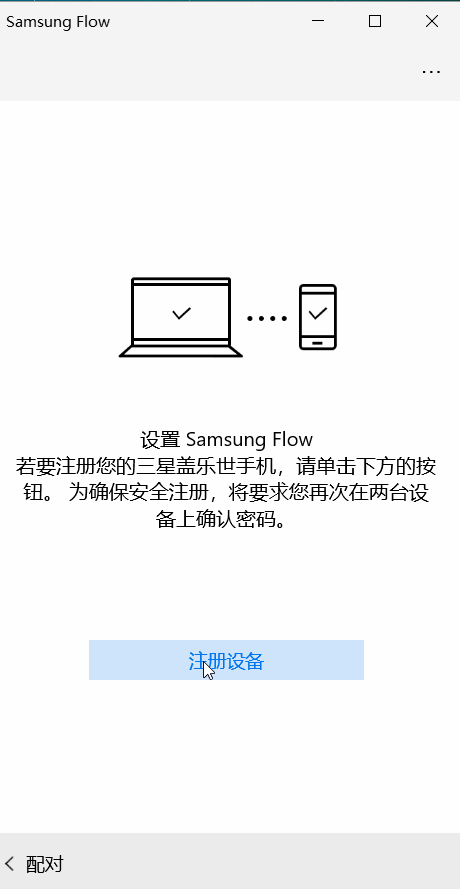 Samsung Flow
设置 Samsung Flow
若要注册您的三星盖乐世手机，请单击下方的按
钮。 为确保安全注册，将要求您再次在两台设
备上确认密码。
注册设备
配对